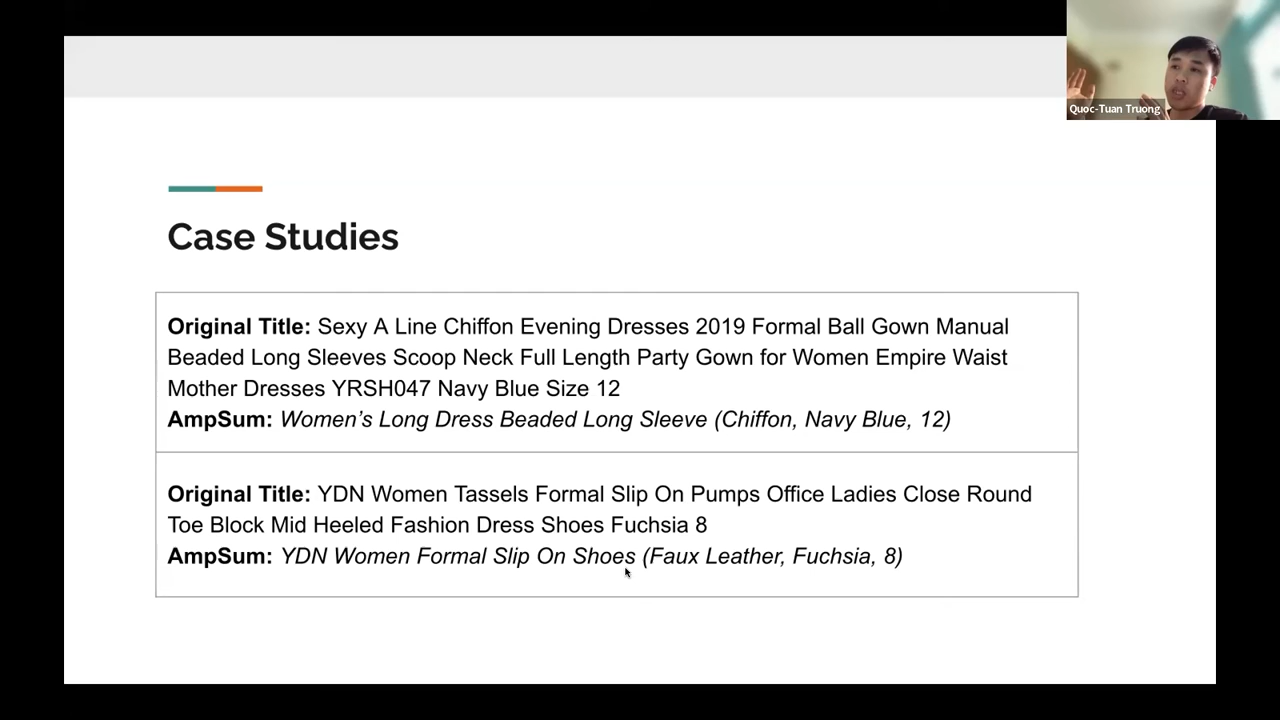 Quoc-Tuan Truong
Case Studies
Original Title: Sexy A Line Chiffon Evening Dresses 2019 Formal Ball Gown Manual
Beaded Long Sleeves Scoop Neck Full Length Party Gown for Women Empire Waist
Mother Dresses YRSH047 Navy Blue Size 12
AmpSum: Women’s Long Dress Beaded Long Sleeve (Chiffon, Navy Blue, 12)
Original Title: YDN Women Tassels Formal Slip On Pumps Office Ladies Close Round
Toe Block Mid Heeled Fashion Dress Shoes Fuchsia 8
AmpSum: YDN Women Formal Slip On Shoes (Faux Leather, Fuchsia, 8)